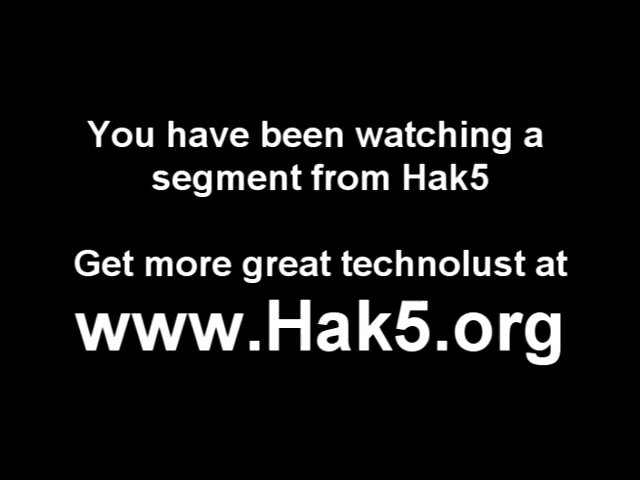 You have been watching a
segment from Hak5
Get more great technolust at
www.Hak5.org